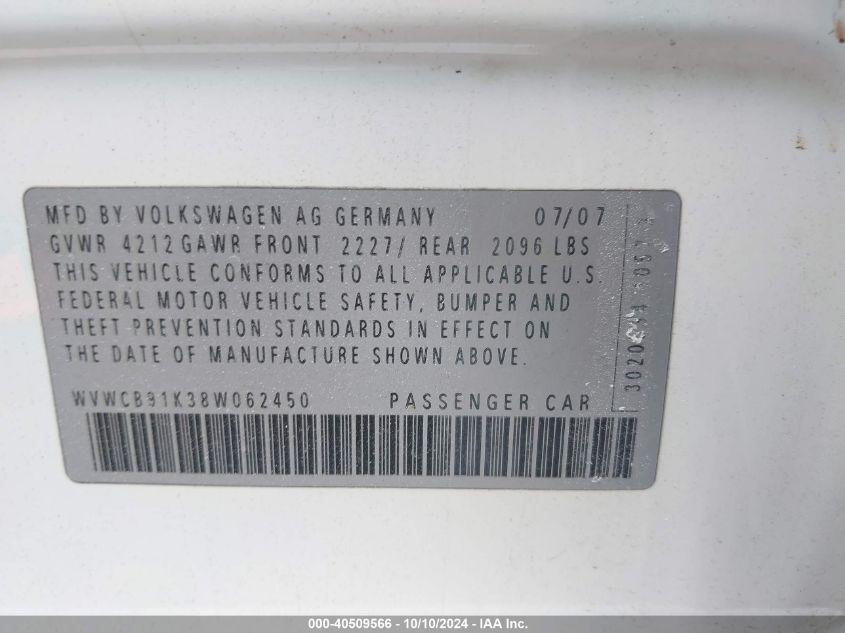 MFD BY VOLKSWAGEN AG GERMANY 07/07
GVWR 4212 GAWR FRONT 2227/ REAR 2096 LBS
THIS VEHICLE CONFORMS TO ALL APPLICABLE U.S.
FEDERAL MOTOR VEHICLE SAFETY, BUMPER AND
THEFT PREVENTION STANDARDS IN EFFECT ON
THE DATE OF MANUFACTURE SHOWN ABOVE.
WVWCB91K38W062450 PASSENGER CAR
000-40509566 - 10/10/2024 - IAA Inc.